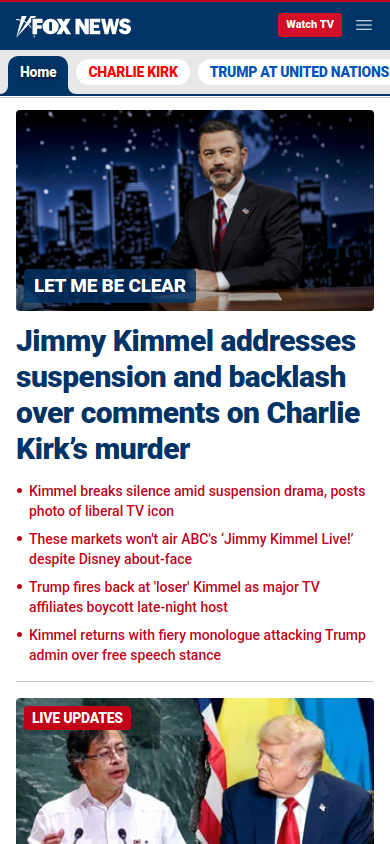 FOX NEWS
Watch TV
Home
CHARLIE KIRK
TRUMP AT UNITED NATIONS
LET ME BE CLEAR
Jimmy Kimmel addresses
suspension and backlash
over comments on Charlie
Kirk’s murder
• Kimmel breaks silence amid suspension drama, posts
photo of liberal TV icon
• These markets won't air ABC's ‘Jimmy Kimmel Live!’
despite Disney about-face
• Trump fires back at 'loser' Kimmel as major TV
affiliates boycott late-night host
• Kimmel returns with fiery monologue attacking Trump
admin over free speech stance
LIVE UPDATES